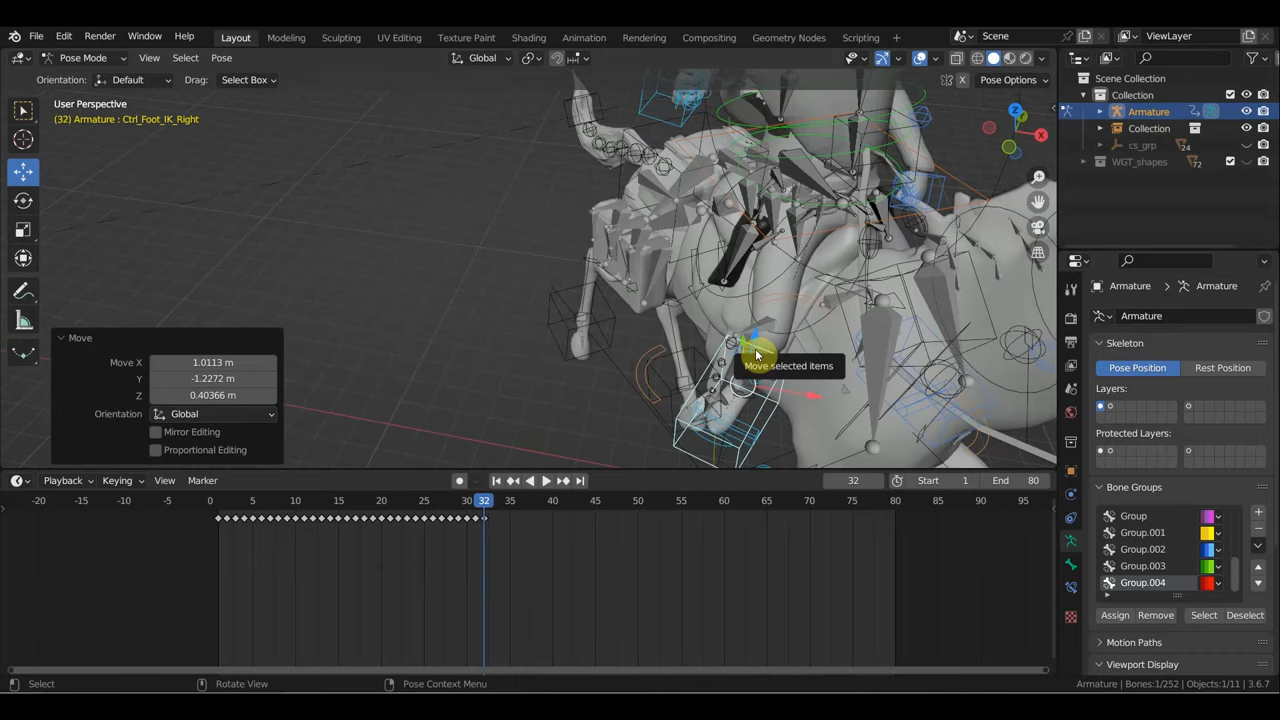 File Edit Render Window Help Layout Modeling Sculpting UV Editing Texture Paint Shading Animation Rendering Compositing Geometry Nodes Scripting Scene ViewLayer
Pose Mode View Select Pose Global
Orientation: Default Drag: Select Box X Pose Options
User Perspective
(32) Armature : Ctrl_Foot_IK_Right
Z
X
Scene Collection
Collection
Armature
Collection
cs_grp 24
WGT_shapes 72
Armature Armature
Armature
Skeleton
Pose Position Rest Position
Layers:
Protected Layers:
Bone Groups
Group
Group.001
Group.002
Group.003
Group.004
Assign Remove Select Deselect
Motion Paths
Viewport Display
Move
Move X 1.0113 m
Y -1.2272 m
Z 0.40366 m
Orientation Global
Mirror Editing
Proportional Editing
Move selected items
Playback Keying View Marker 32 Start 1 End 80
-20 -15 -10 -5 0 5 10 15 20 25 30 32 35 40 45 50 55 60 65 70 75 80 85 90 95
Select Rotate View Pose Context Menu Armature | Bones:1/252 | Objects:1/11 | 3.6.7